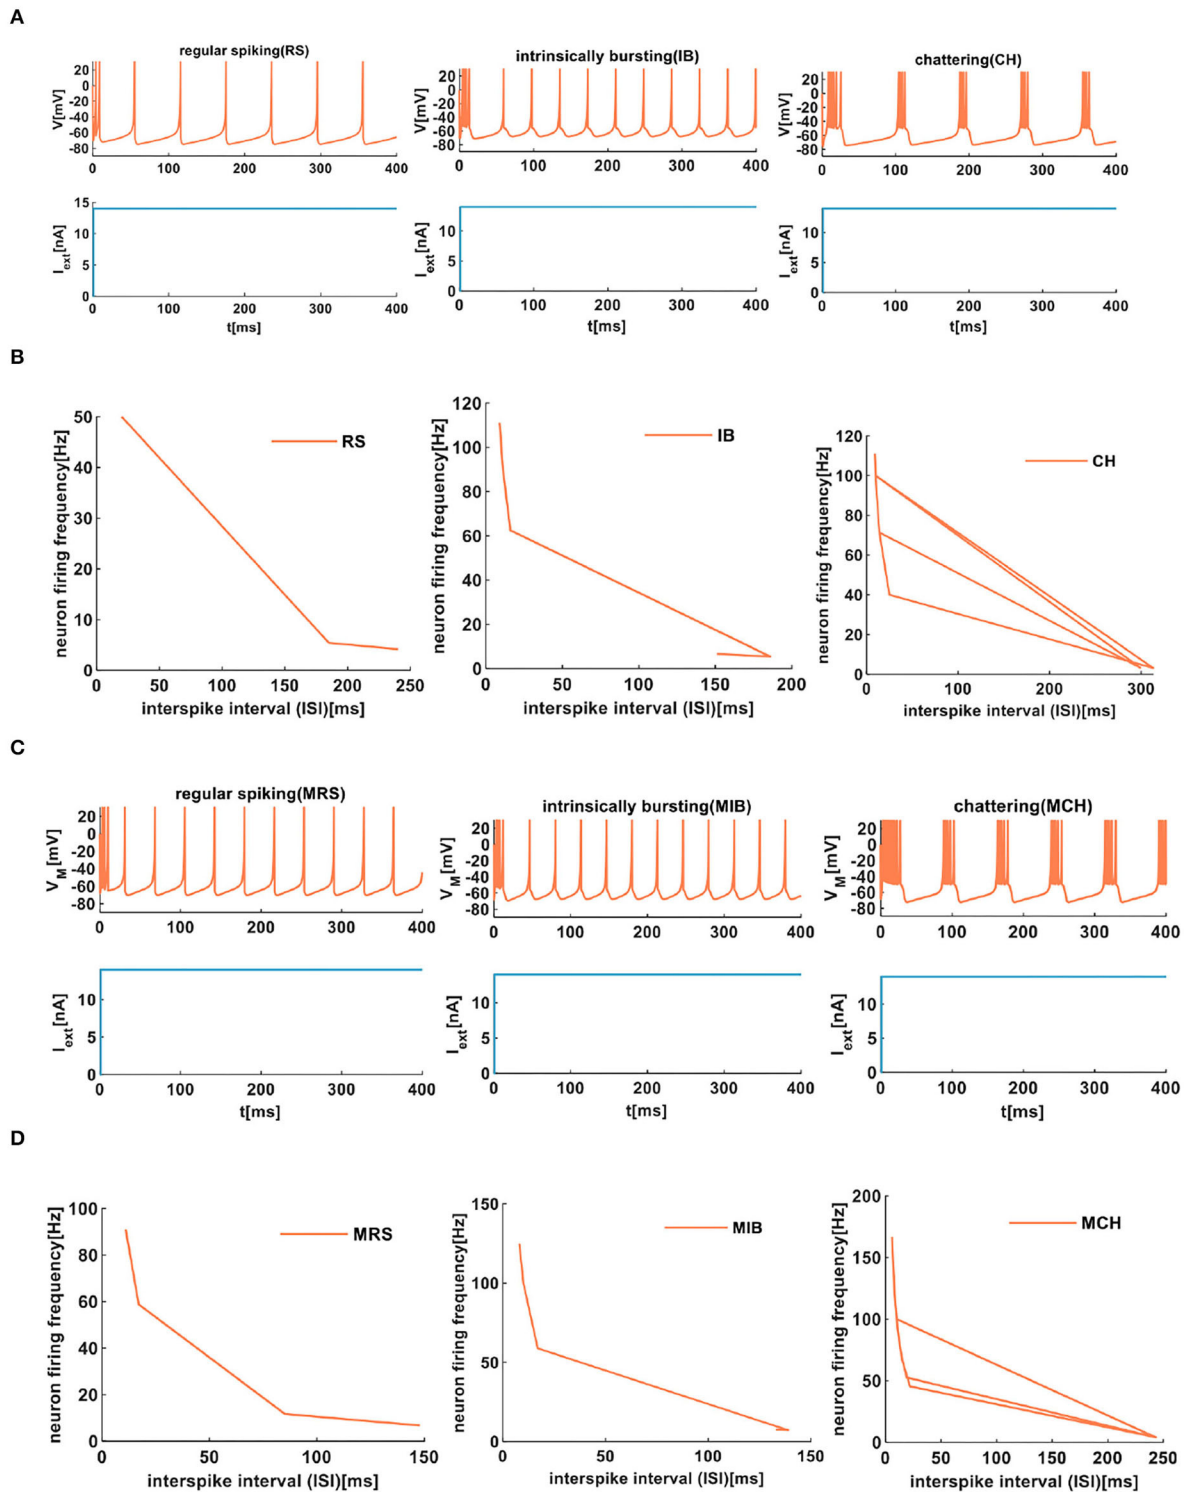 A
regular spiking(RS)
intrinsically bursting(IB)
chattering(CH)
V[mV]
20
0
-20
-40
-60
-80
0 100 200 300 400
V[mV]
20
0
-20
-40
-60
-80
0 100 200 300 400
V[mV]
20
0
-20
-40
-60
-80
0 100 200 300 400
I_ext[nA]
15
10
5
0
0 100 200 300 400
t[ms]
I_ext[nA]
10
5
0
0 100 200 300 400
t[ms]
I_ext[nA]
10
5
0
0 100 200 300 400
t[ms]
B
neuron firing frequency[Hz]
50
40
30
20
10
0
RS
0 50 100 150 200 250
interspike interval (ISI)[ms]
neuron firing frequency[Hz]
120
100
80
60
40
20
0
IB
0 50 100 150 200
interspike interval (ISI)[ms]
neuron firing frequency[Hz]
120
100
80
60
40
20
0
CH
0 100 200 300
interspike interval (ISI)[ms]
C
regular spiking(MRS)
intrinsically bursting(MIB)
chattering(MCH)
V_M[mV]
20
0
-20
-40
-60
-80
0 100 200 300 400
V_M[mV]
20
0
-20
-40
-60
-80
0 100 200 300 400
V_M[mV]
20
0
-20
-40
-60
-80
0 100 200 300 400
I_ext[nA]
10
5
0
0 100 200 300 400
t[ms]
I_ext[nA]
10
5
0
0 100 200 300 400
t[ms]
I_ext[nA]
10
5
0
0 100 200 300 400
t[ms]
D
neuron firing frequency[Hz]
100
80
60
40
20
0
MRS
0 50 100 150
interspike interval (ISI)[ms]
neuron firing frequency[Hz]
150
100
50
0
MIB
0 50 100 150
interspike interval (ISI)[ms]
neuron firing frequency[Hz]
200
150
100
50
0
MCH
0 50 100 150 200 250
interspike interval (ISI)[ms]